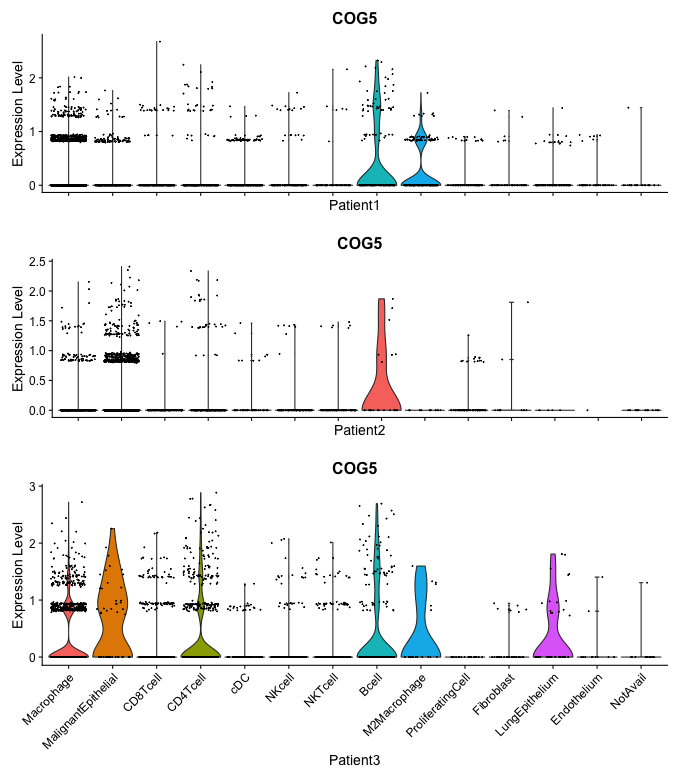 COG5
Expression Level
2
1
0
Patient1
COG5
Expression Level
2.5
2.0
1.5
1.0
0.5
0.0
Patient2
COG5
Expression Level
3
2
1
0
Macrophage
MalignantEpithelial
CD8Tcell
CD4Tcell
cDC
NKcell
NKTcell
Bcell
M2Macrophage
ProliferatingCell
Fibroblast
LungEpithelium
Endothelium
NotAvail
Patient3